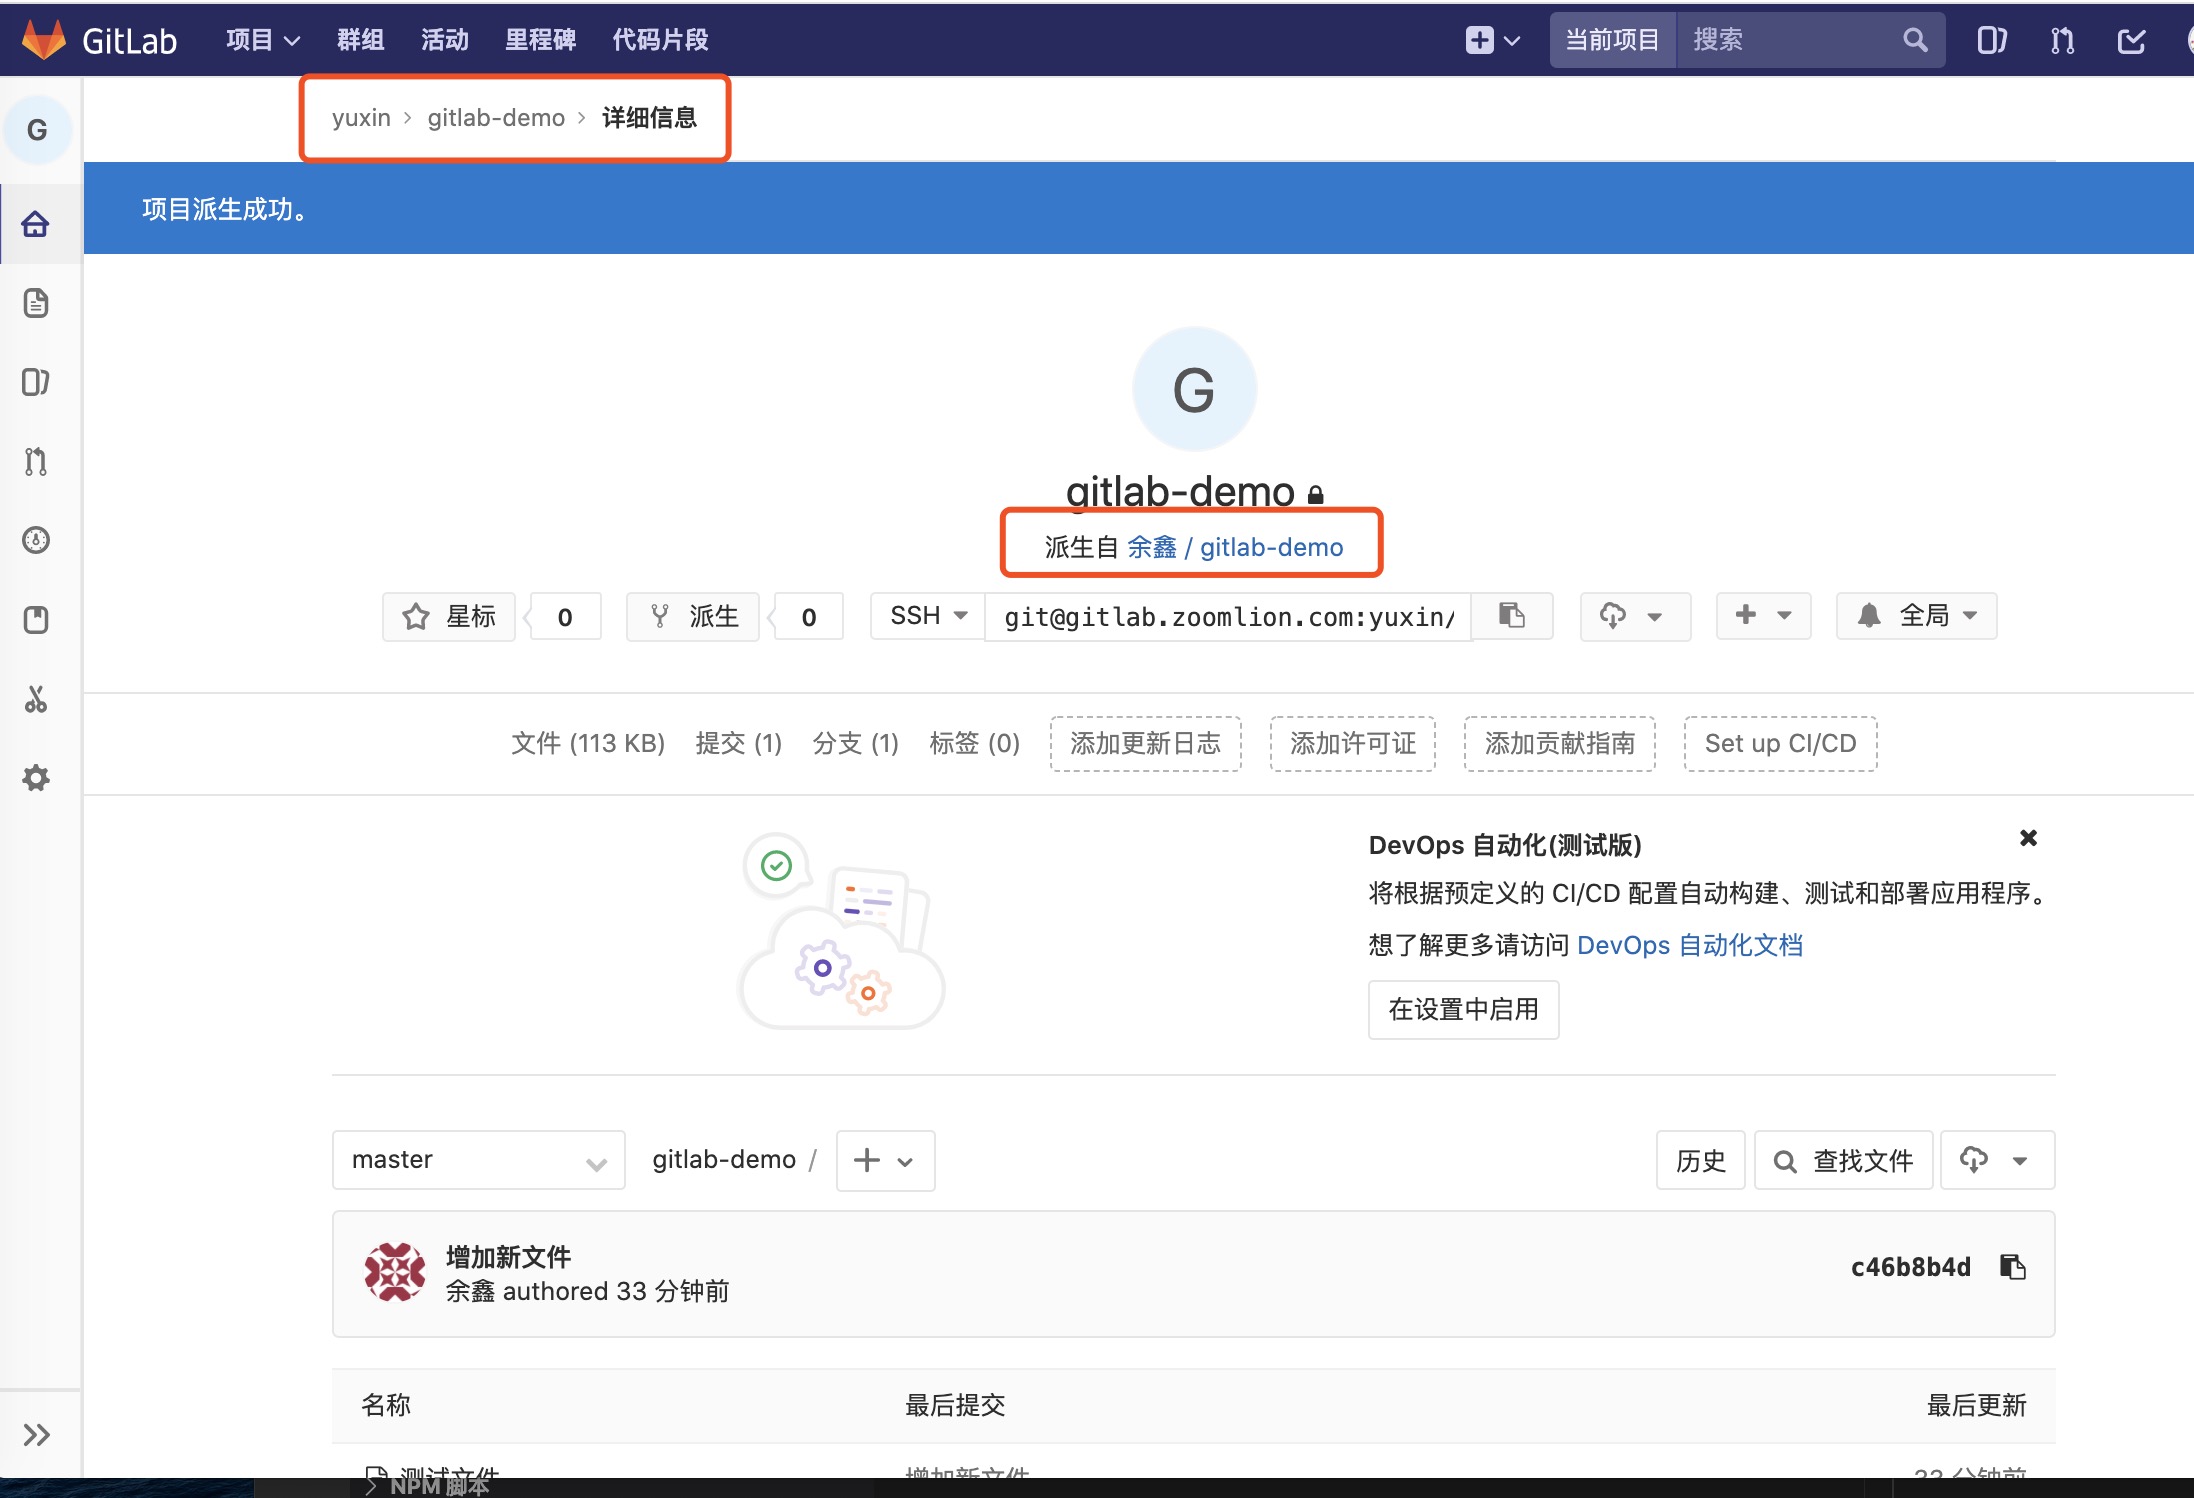 GitLab 项目 群组 活动 里程碑 代码片段 当前项目 搜索
G yuxin > gitlab-demo > 详细信息
项目派生成功。
G
gitlab-demo
派生自 余鑫 / gitlab-demo
星标 0 派生 0 SSH git@gitlab.zoomlion.com:yuxin/ 全局
文件 (113 KB) 提交 (1) 分支 (1) 标签 (0) 添加更新日志 添加许可证 添加贡献指南 Set up CI/CD
DevOps 自动化(测试版)
将根据预定义的 CI/CD 配置自动构建、测试和部署应用程序。
想了解更多请访问 DevOps 自动化文档
在设置中启用
master gitlab-demo / 历史 查找文件
增加新文件
余鑫 authored 33 分钟前
c46b8b4d
名称 最后提交 最后更新
测试文件 增加新文件 33 分钟前
NPM 脚本